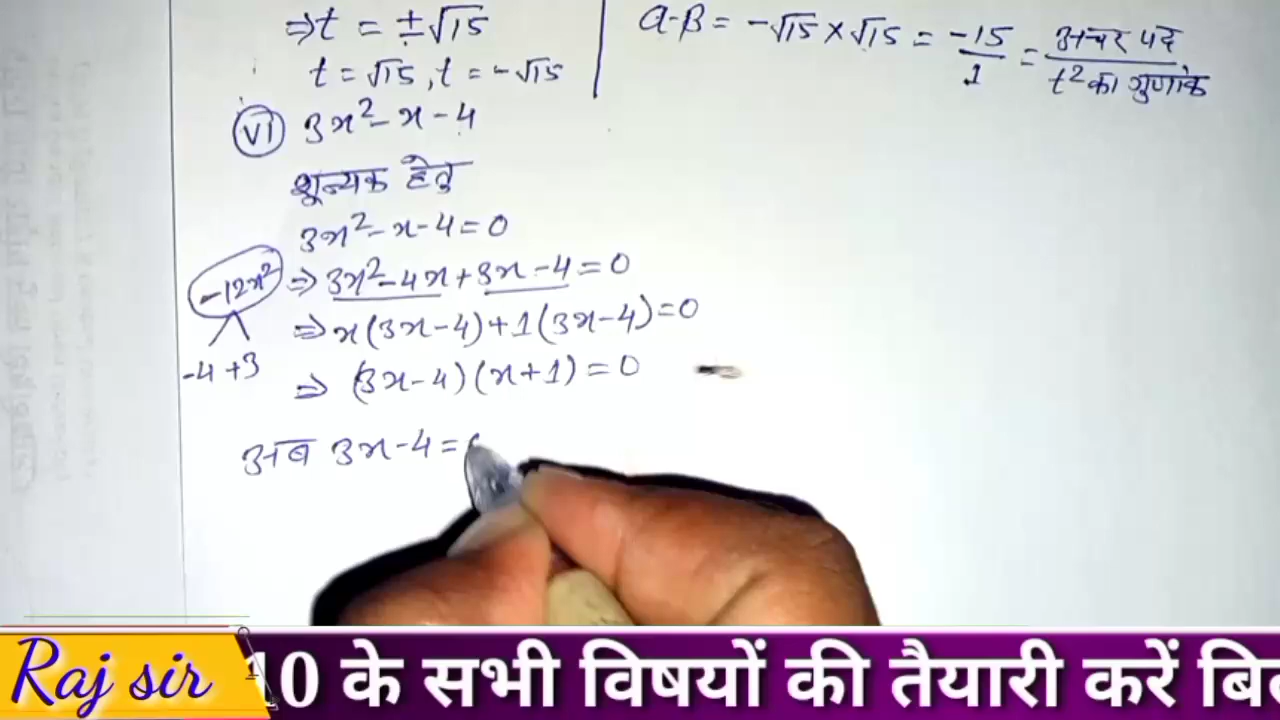 ⇒ t = ±√15
t = √15, t = -√15
α·β = -√15 × √15 = -15/1 = अचर पद/t² का गुणांक
(vi) 3x² - x - 4
शून्यक हेतु
3x² - x - 4 = 0
-12x² ⇒ 3x² - 4x + 3x - 4 = 0
⇒ x(3x - 4) + 1(3x - 4) = 0
-4 +3
⇒ (3x - 4)(x + 1) = 0
अब 3x - 4 =
Raj sir
10 के सभी विषयों की तैयारी करें